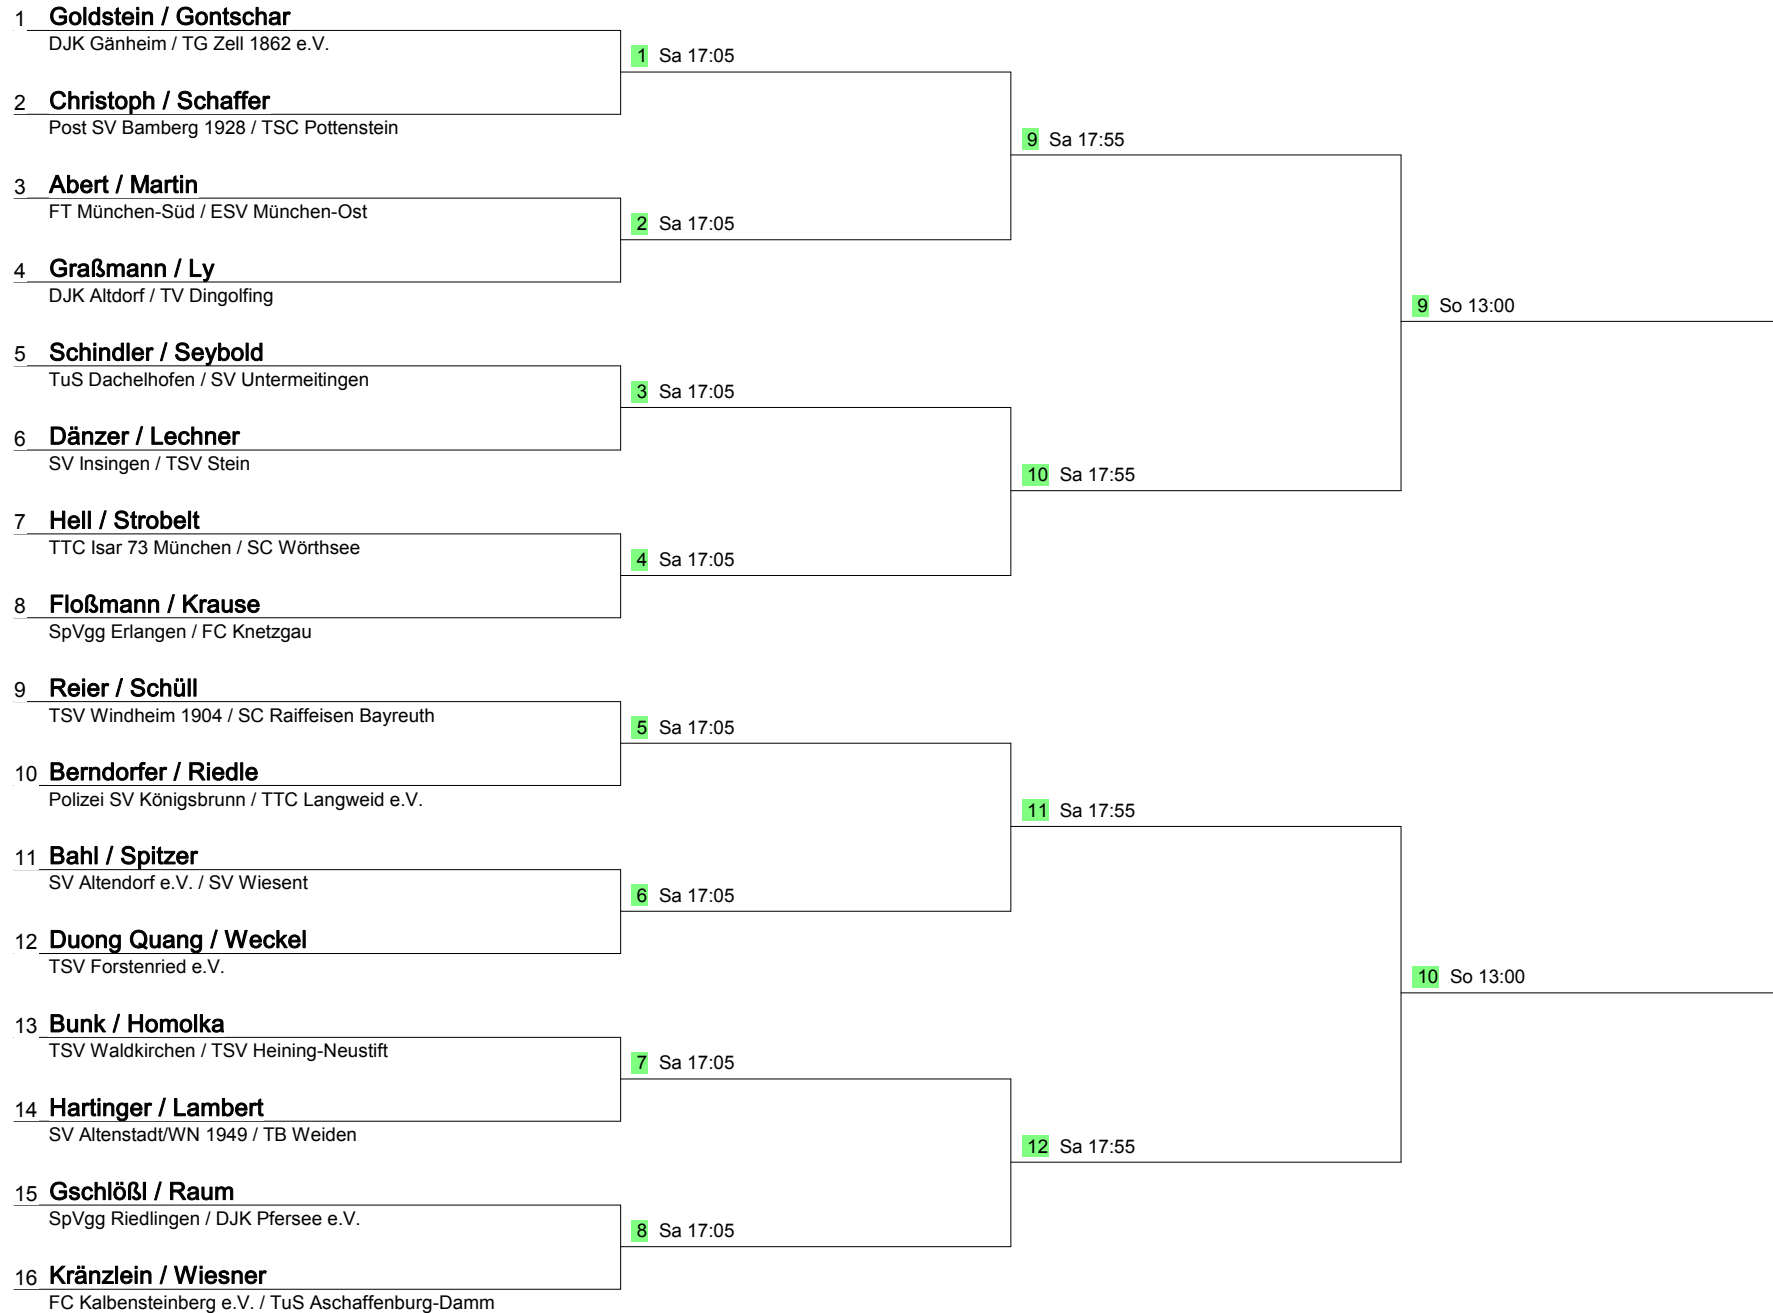 1 Goldstein / Gontschar
DJK Gänheim / TG Zell 1862 e.V.
1 Sa 17:05
2 Christoph / Schaffer
Post SV Bamberg 1928 / TSC Pottenstein
9 Sa 17:55
3 Abert / Martin
FT München-Süd / ESV München-Ost
2 Sa 17:05
4 Graßmann / Ly
DJK Altdorf / TV Dingolfing
9 So 13:00
5 Schindler / Seybold
TuS Dachelhofen / SV Untermeitingen
3 Sa 17:05
6 Dänzer / Lechner
SV Insingen / TSV Stein
10 Sa 17:55
7 Hell / Strobelt
TTC Isar 73 München / SC Wörthsee
4 Sa 17:05
8 Floßmann / Krause
SpVgg Erlangen / FC Knetzgau
9 Reier / Schüll
TSV Windheim 1904 / SC Raiffeisen Bayreuth
5 Sa 17:05
10 Berndorfer / Riedle
Polizei SV Königsbrunn / TTC Langweid e.V.
11 Sa 17:55
11 Bahl / Spitzer
SV Altendorf e.V. / SV Wiesent
6 Sa 17:05
12 Duong Quang / Weckel
TSV Forstenried e.V.
10 So 13:00
13 Bunk / Homolka
TSV Waldkirchen / TSV Heining-Neustift
7 Sa 17:05
14 Hartinger / Lambert
SV Altenstadt/WN 1949 / TB Weiden
12 Sa 17:55
15 Gschlößl / Raum
SpVgg Riedlingen / DJK Pfersee e.V.
8 Sa 17:05
16 Kränzlein / Wiesner
FC Kalbensteinberg e.V. / TuS Aschaffenburg-Damm